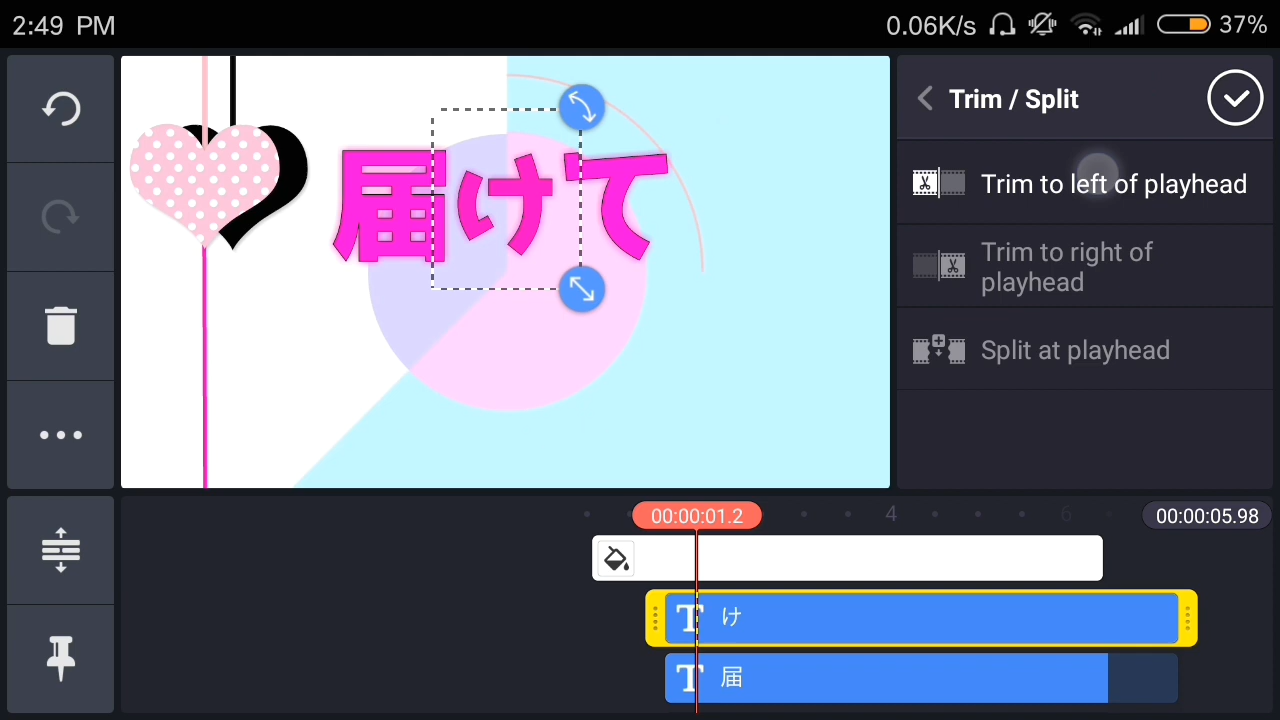 2:49 PM
0.06K/s
37%
Trim / Split
Trim to left of playhead
Trim to right of
playhead
Split at playhead
届けて
00:00:01.2
4
6
00:00:05.98
T け
T 届